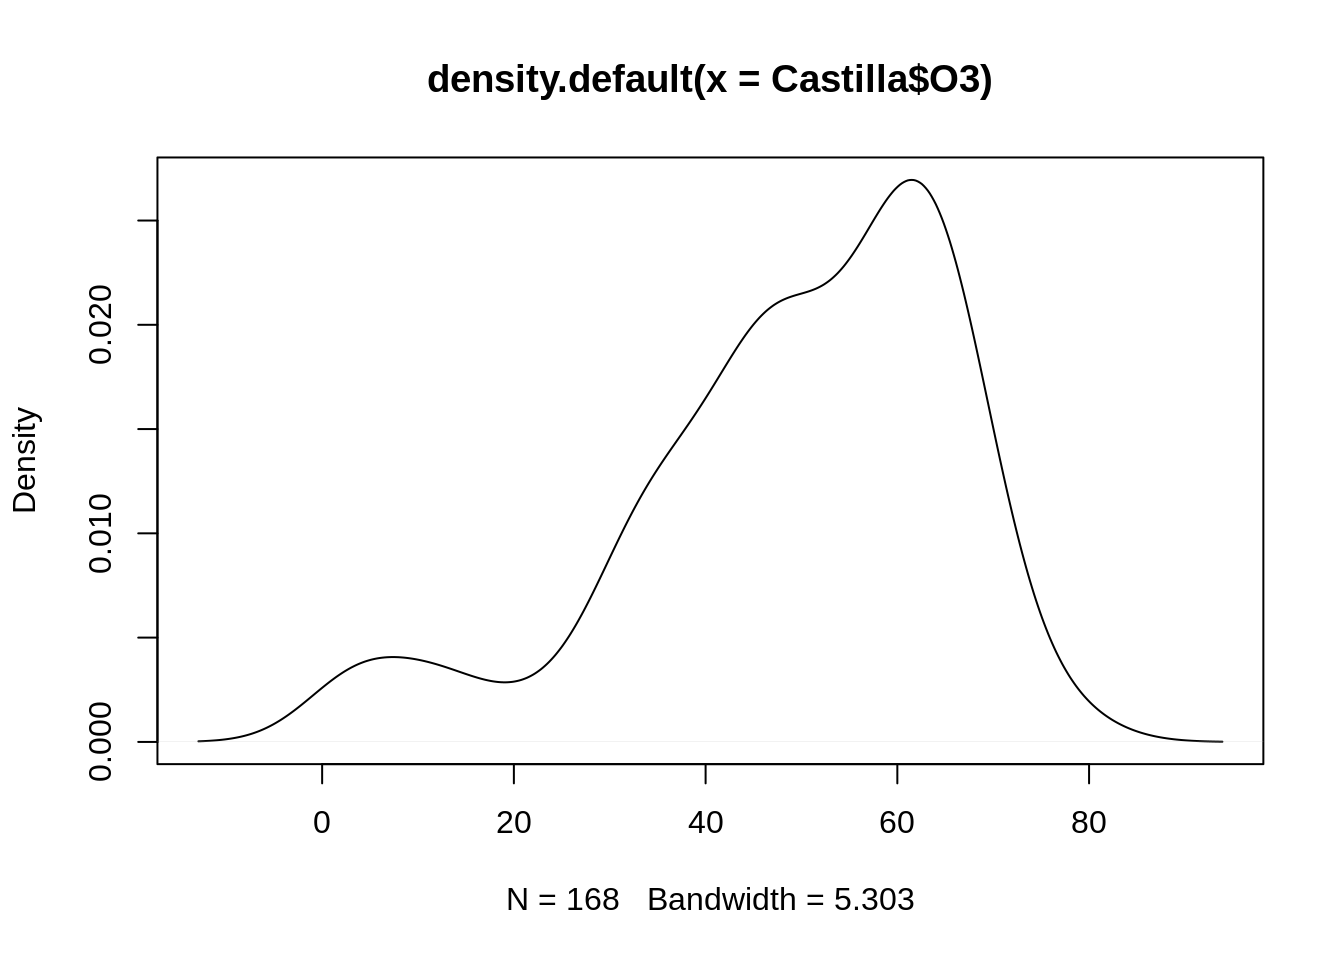 density.default(x = Castilla$O3)
Density
0.020
0.010
0.000
0 20 40 60 80
N = 168 Bandwidth = 5.303